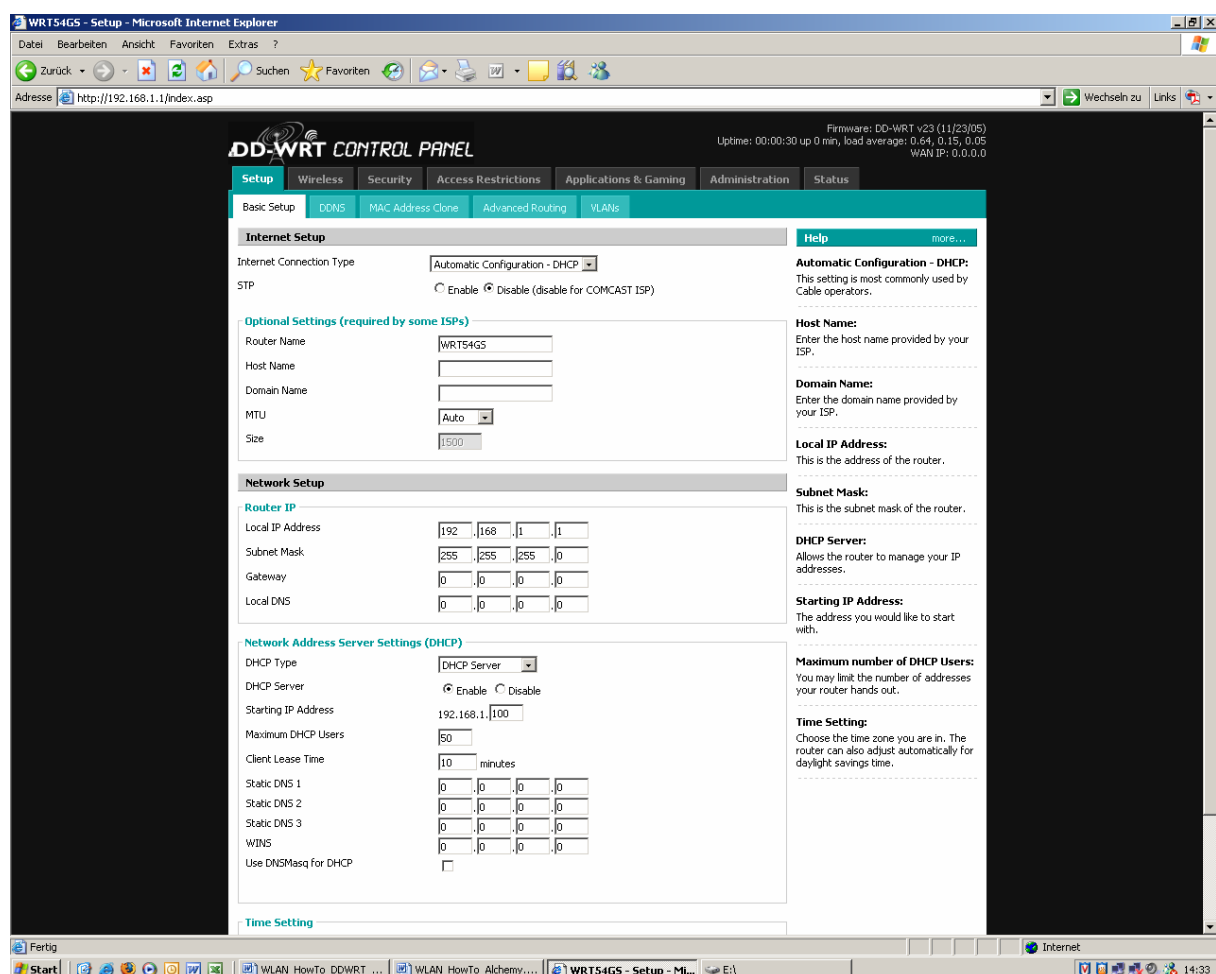 WRT54GS - Setup - Microsoft Internet Explorer
Datei Bearbeiten Ansicht Favoriten Extras ?
Zurück Suchen Favoriten
Adresse http://192.168.1.1/index.asp Wechseln zu Links
DD-WRT CONTROL PANEL
Firmware: DD-WRT v23 (11/23/05)
Uptime: 00:00:30 up 0 min, load average: 0.64, 0.15, 0.05
WAN IP: 0.0.0.0
Setup Wireless Security Access Restrictions Applications & Gaming Administration Status
Basic Setup DDNS MAC Address Clone Advanced Routing VLANs
Internet Setup
Internet Connection Type Automatic Configuration - DHCP
STP Enable Disable (disable for COMCAST ISP)
Optional Settings (required by some ISPs)
Router Name WRT54GS
Host Name
Domain Name
MTU Auto
Size 1500
Network Setup
Router IP
Local IP Address 192 .168 .1 .1
Subnet Mask 255 .255 .255 .0
Gateway 0 .0 .0 .0
Local DNS 0 .0 .0 .0
Network Address Server Settings (DHCP)
DHCP Type DHCP Server
DHCP Server Enable Disable
Starting IP Address 192.168.1. 100
Maximum DHCP Users 50
Client Lease Time 10 minutes
Static DNS 1 0 .0 .0 .0
Static DNS 2 0 .0 .0 .0
Static DNS 3 0 .0 .0 .0
WINS 0 .0 .0 .0
Use DNSMasq for DHCP
Time Setting
Help more...
Automatic Configuration - DHCP:
This setting is most commonly used by
Cable operators.
Host Name:
Enter the host name provided by your
ISP.
Domain Name:
Enter the domain name provided by
your ISP.
Local IP Address:
This is the address of the router.
Subnet Mask:
This is the subnet mask of the router.
DHCP Server:
Allows the router to manage your IP
addresses.
Starting IP Address:
The address you would like to start
with.
Maximum number of DHCP Users:
You may limit the number of addresses
your router hands out.
Time Setting:
Choose the time zone you are in. The
router can also adjust automatically for
daylight savings time.
Fertig Internet
Start WLAN HowTo DDWRT ... WLAN HowTo Alchemy.... WRT54GS - Setup - Mi... E:\ 14:33